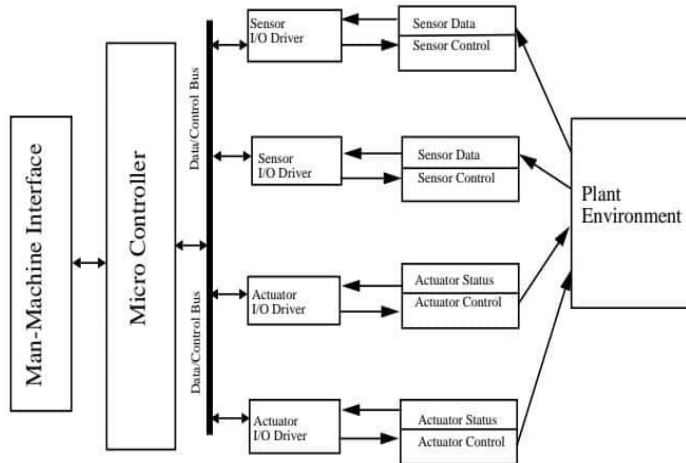 Man-Machine Interface
Micro Controller
Data/Control Bus
Data/Control Bus
Sensor
I/O Driver
Sensor Data
Sensor Control
Sensor
I/O Driver
Sensor Data
Sensor Control
Actuator
I/O Driver
Actuator Status
Actuator Control
Actuator
I/O Driver
Actuator Status
Actuator Control
Plant
Environment